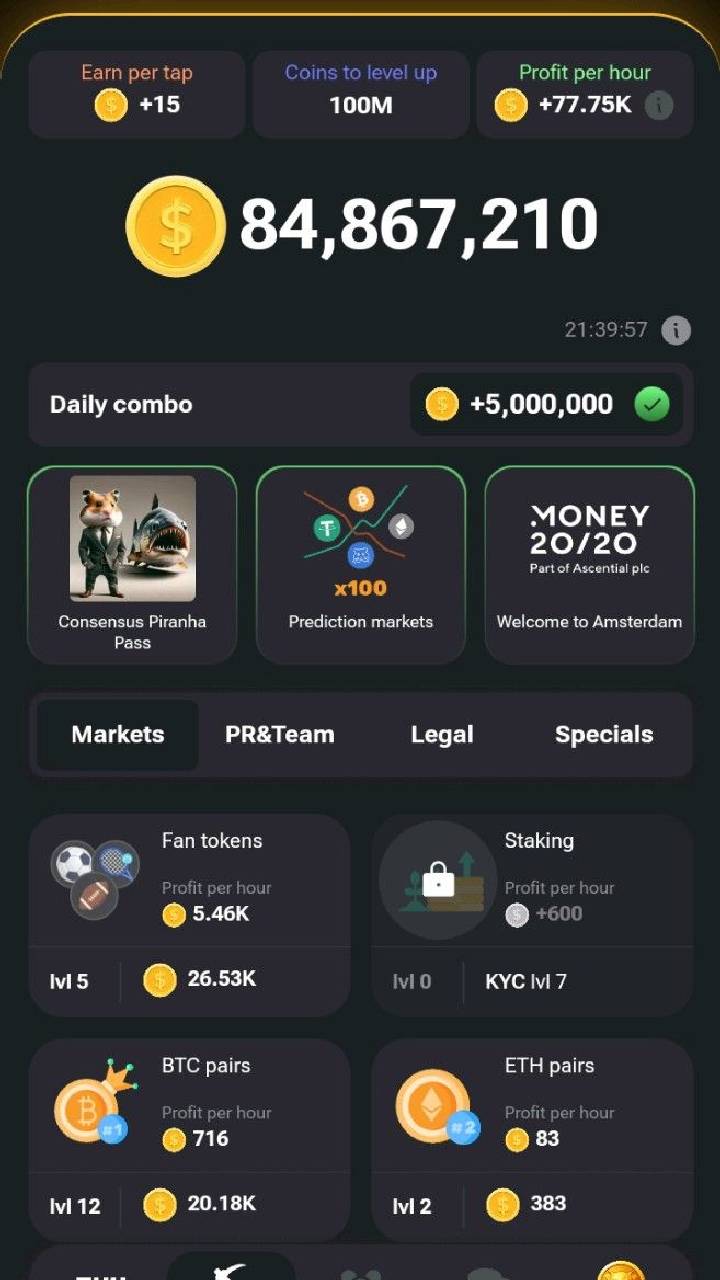 Earn per tap
+15
Coins to level up
100M
Profit per hour
+77.75K
84,867,210
21:39:57
Daily combo
+5,000,000
Consensus Piranha
Pass
x100
Prediction markets
MONEY
20/20
Part of Ascential plc
Welcome to Amsterdam
Markets
PR&Team
Legal
Specials
Fan tokens
Profit per hour
5.46K
lvl 5
26.53K
Staking
Profit per hour
+600
lvl 0
KYC lvl 7
BTC pairs
#1
Profit per hour
716
lvl 12
20.18K
ETH pairs
#2
Profit per hour
83
lvl 2
383